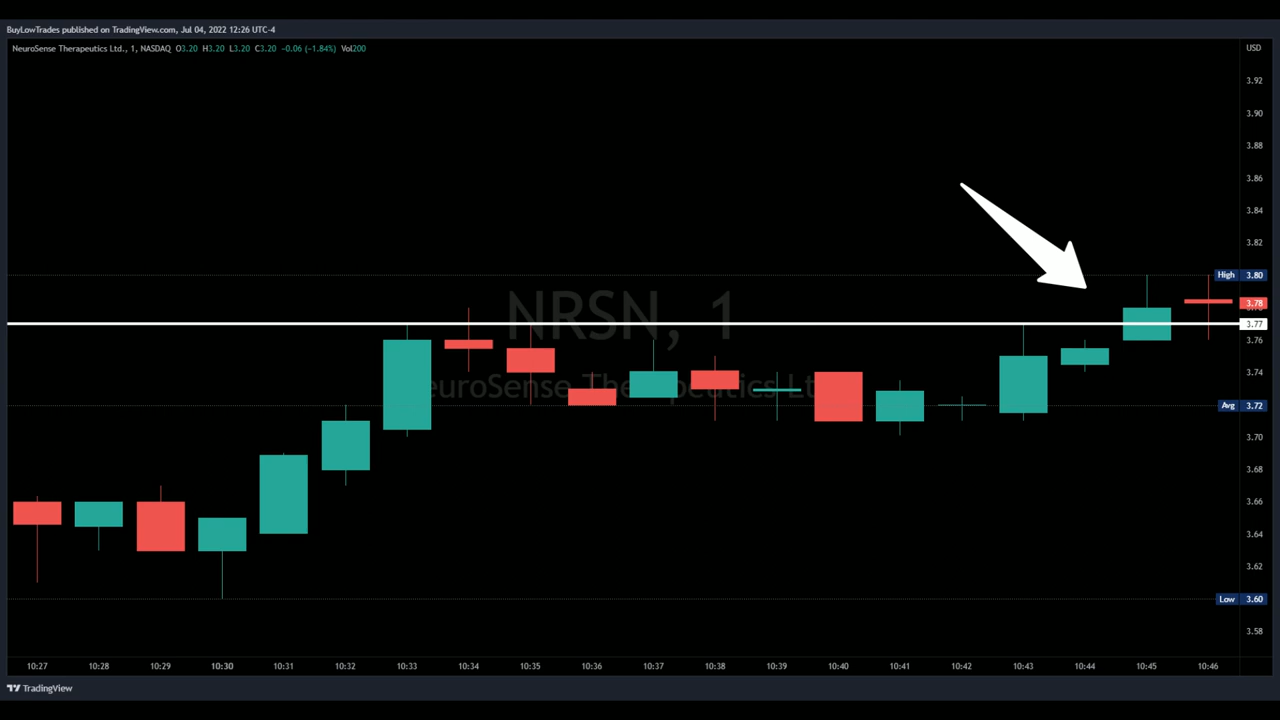 BuyLowTrades published on TradingView.com, Jul 04, 2022 12:26 UTC-4
NeuroSense Therapeutics Ltd., 1, NASDAQ O3.20 H3.20 L3.20 C3.20 −0.06 (−1.84%) Vol200
USD
3.92
3.90
3.88
3.86
3.84
3.82
High 3.80
3.78
3.77
3.76
3.74
Avg 3.72
3.70
3.68
3.66
3.64
3.62
Low 3.60
3.58
NRSN, 1
NeuroSense Therapeutics Ltd.
10:27 10:28 10:29 10:30 10:31 10:32 10:33 10:34 10:35 10:36 10:37 10:38 10:39 10:40 10:41 10:42 10:43 10:44 10:45 10:46
TradingView